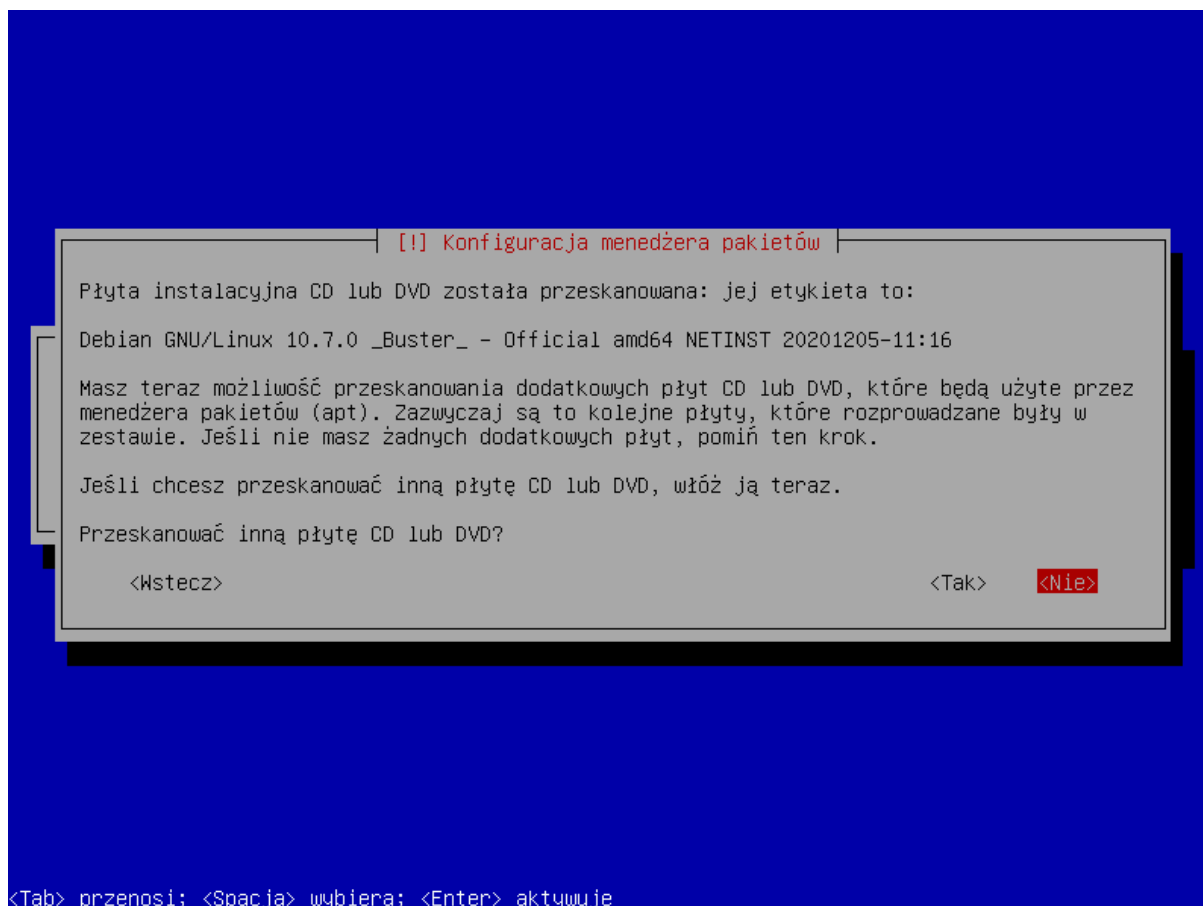 [!] Konfiguracja menedżera pakietów
Płyta instalacyjna CD lub DVD została przeskanowana: jej etykieta to:
Debian GNU/Linux 10.7.0 _Buster_ – Official amd64 NETINST 20201205–11:16
Masz teraz możliwość przeskanowania dodatkowych płyt CD lub DVD, które będą użyte przez
menedżera pakietów (apt). Zazwyczaj są to kolejne płyty, które rozprowadzane były w
zestawie. Jeśli nie masz żadnych dodatkowych płyt, pomiń ten krok.
Jeśli chcesz przeskanować inną płytę CD lub DVD, włóż ją teraz.
Przeskanować inną płytę CD lub DVD?
<Wstecz> <Tak> <Nie>
<Tab> przenosi; <Spacja> wybiera; <Enter> aktywuje